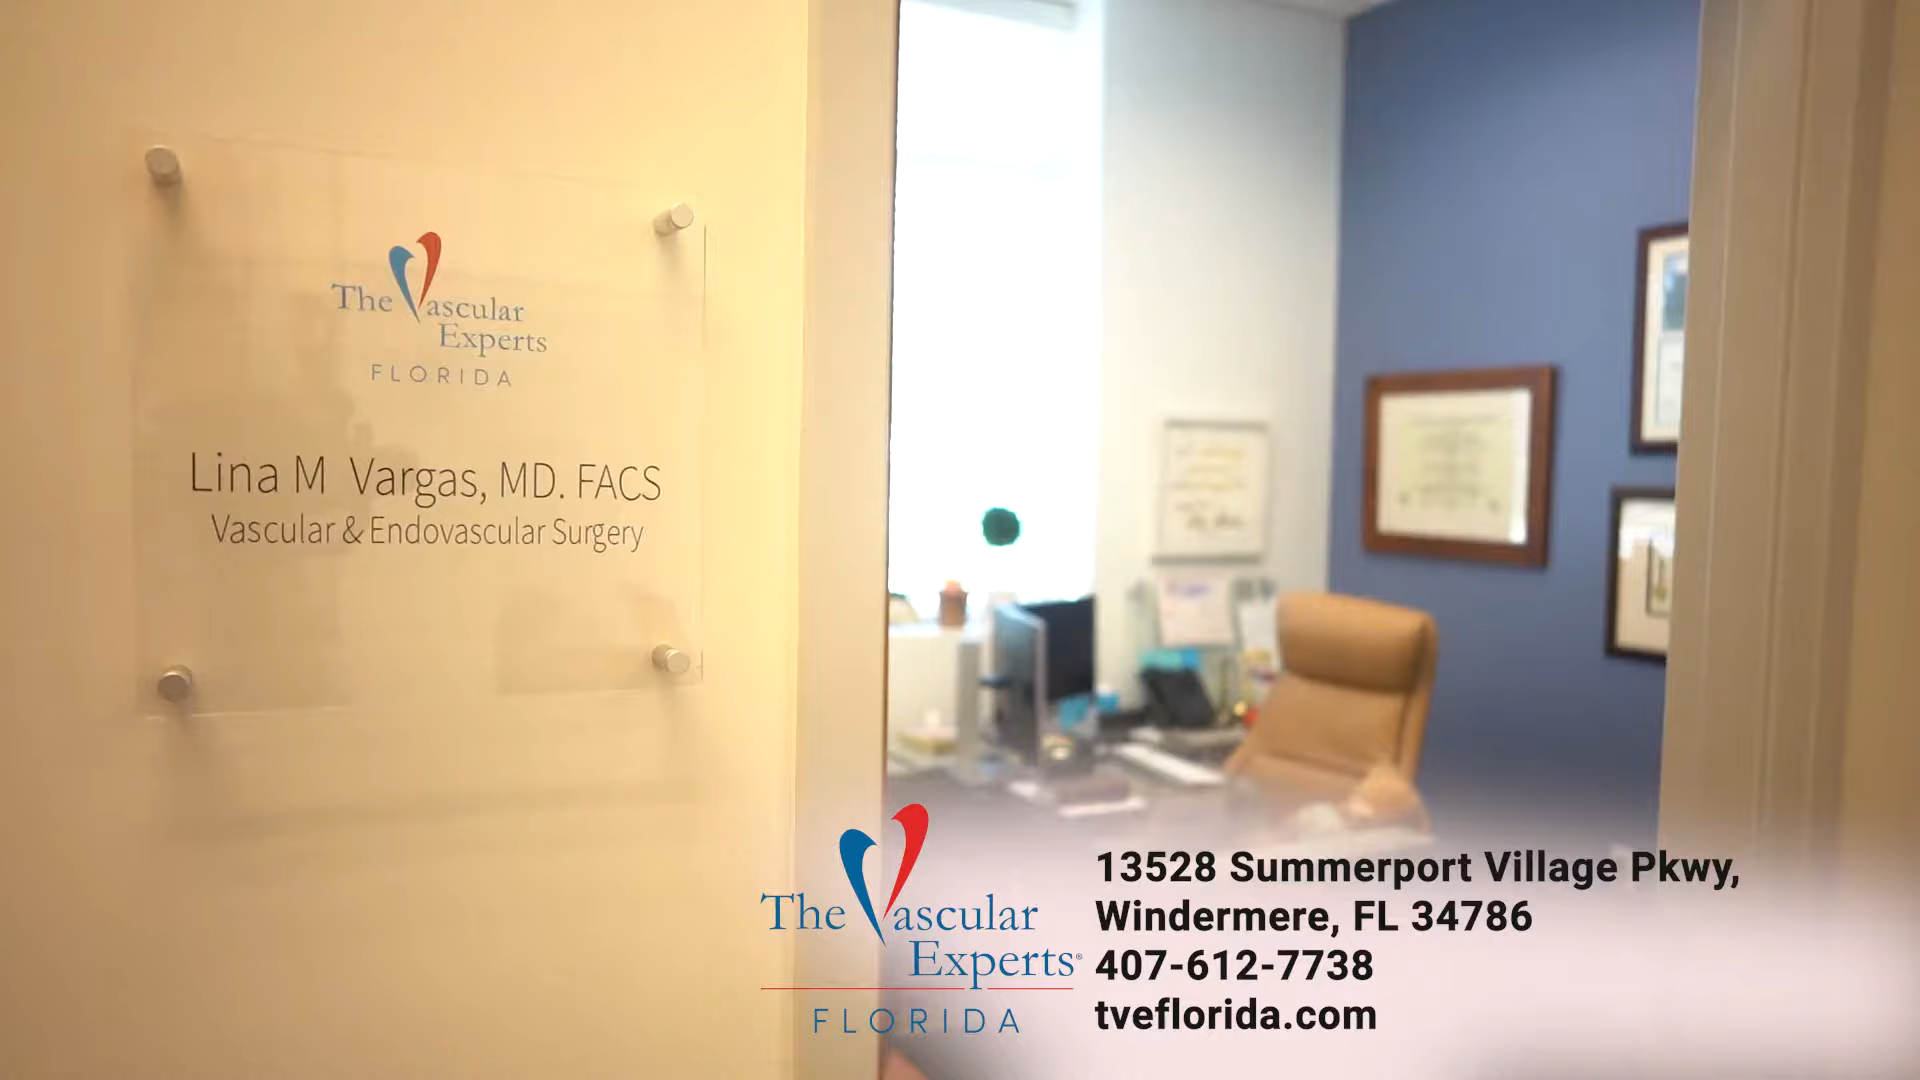 The Vascular
Experts
FLORIDA
Lina M Vargas, MD. FACS
Vascular & Endovascular Surgery
The Vascular
Experts®
FLORIDA
13528 Summerport Village Pkwy,
Windermere, FL 34786
407-612-7738
tveflorida.com